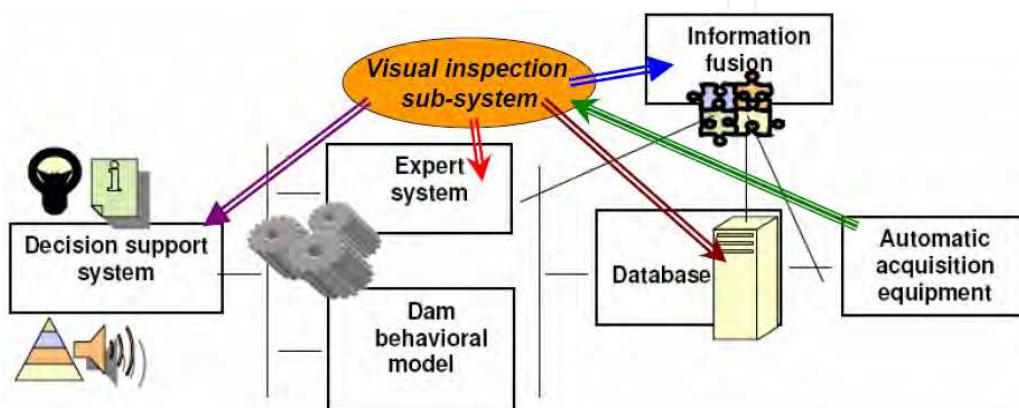 Visual inspection
sub-system
Information
fusion
Expert
system
Decision support
system
Database
Automatic
acquisition
equipment
Dam
behavioral
model
i